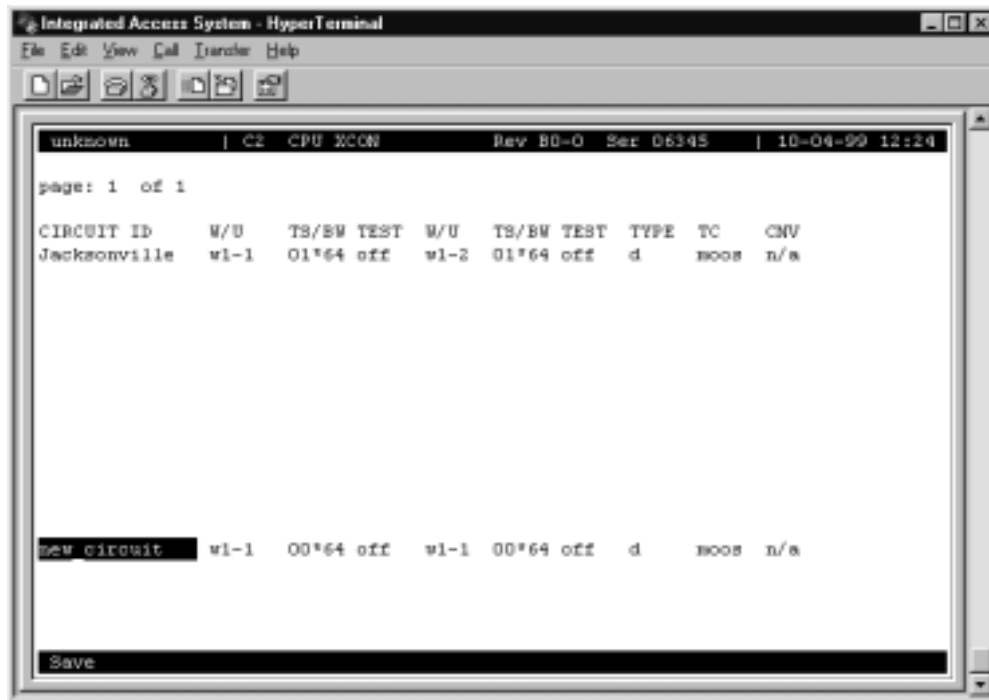 Integrated Access System - HyperTerminal
File Edit View Call Transfer Help
unknown | C2 CPU XCON Rev B0-0 Ser 06345 | 10-04-99 12:24
page: 1 of 1
CIRCUIT ID W/U TS/BW TEST W/U TS/BW TEST TYPE TC CNV
Jacksonville w1-1 01*64 off w1-2 01*64 off d moos n/a
new circuit w1-1 00*64 off w1-1 00*64 off d moos n/a
Save